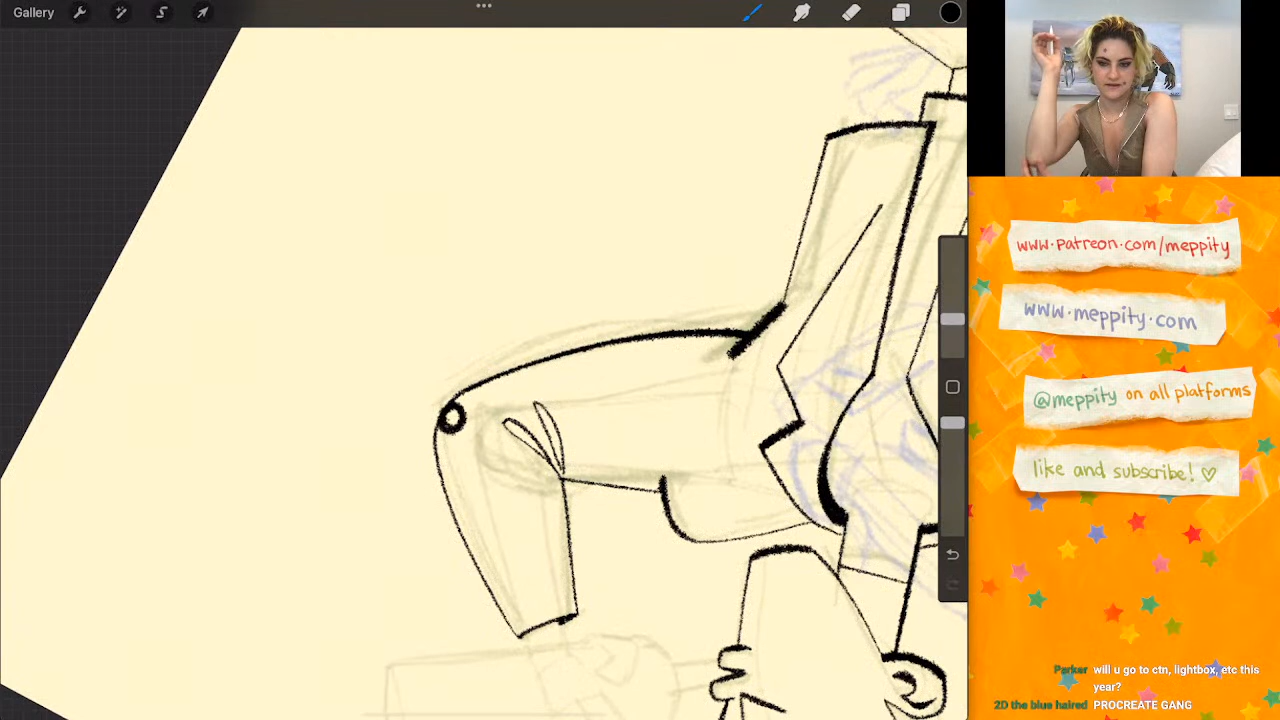 Gallery
www.patreon.com/meppity
www.meppity.com
@meppity on all platforms
like and subscribe! ♡
Parker will u go to ctn, lightbox, etc this
year?
2D the blue haired PROCREATE GANG